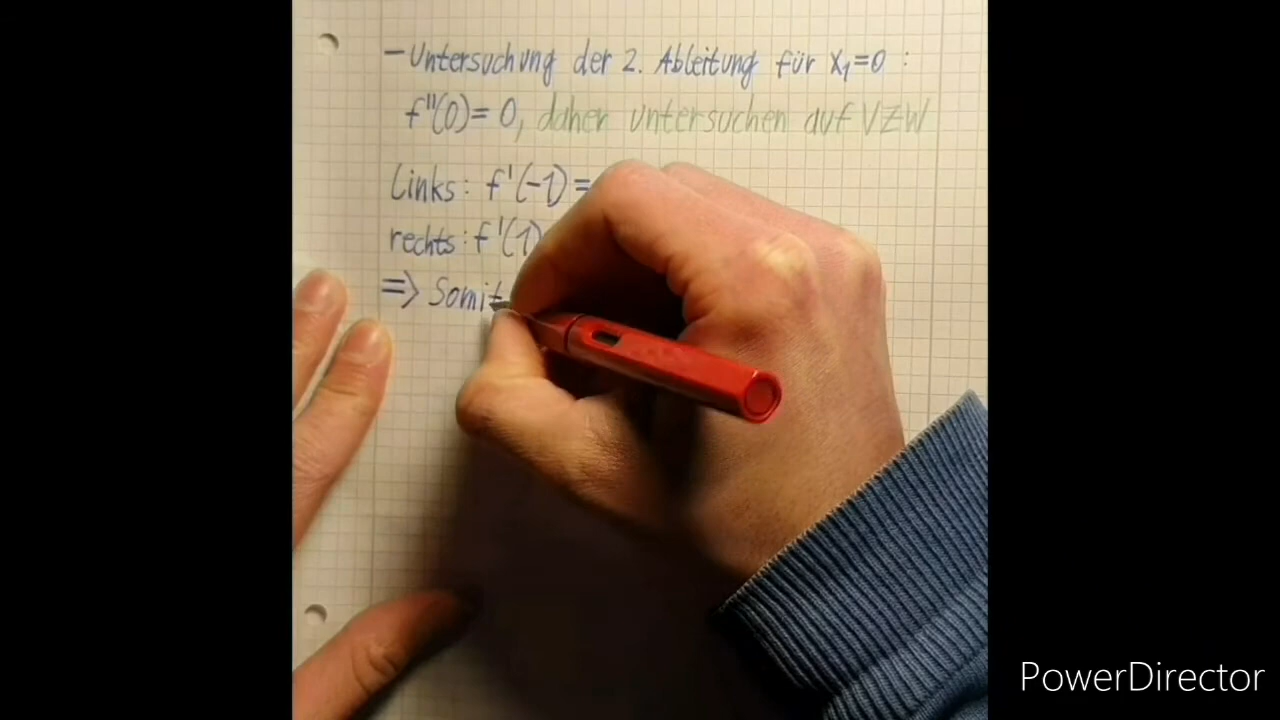 - Untersuchung der 2. Ableitung für x₁=0 :
f''(0)= 0, daher untersuchen auf VZW
links: f'(-1) =
rechts: f'(1)
=> Somit
PowerDirector